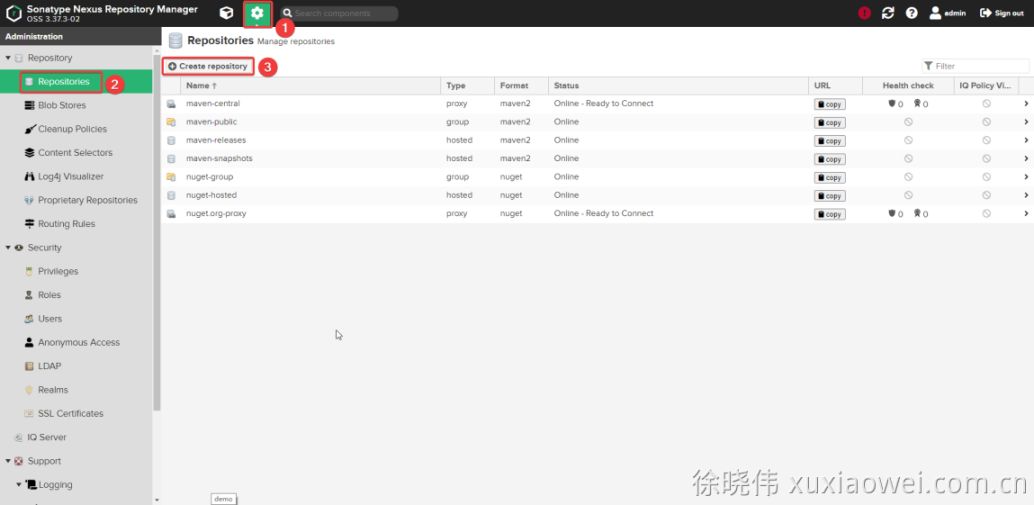 Sonatype Nexus Repository Manager
OSS 3.37.3-02
Search components
admin
Sign out
1
Administration
Repositories Manage repositories
Repository
Create repository
3
Filter
Repositories
2
Name Type Format Status URL Health check IQ Policy Vi...
Blob Stores
maven-central proxy maven2 Online - Ready to Connect copy 0 0
Cleanup Policies
maven-public group maven2 Online copy
Content Selectors
maven-releases hosted maven2 Online copy
Log4j Visualizer
maven-snapshots hosted maven2 Online copy
Proprietary Repositories
nuget-group group nuget Online copy
Routing Rules
nuget-hosted hosted nuget Online copy
nuget.org-proxy proxy nuget Online - Ready to Connect copy 0 0
Security
Privileges
Roles
Users
Anonymous Access
LDAP
Realms
SSL Certificates
IQ Server
Support
Logging
demo
徐晓伟 xuxiaowei.com.cn